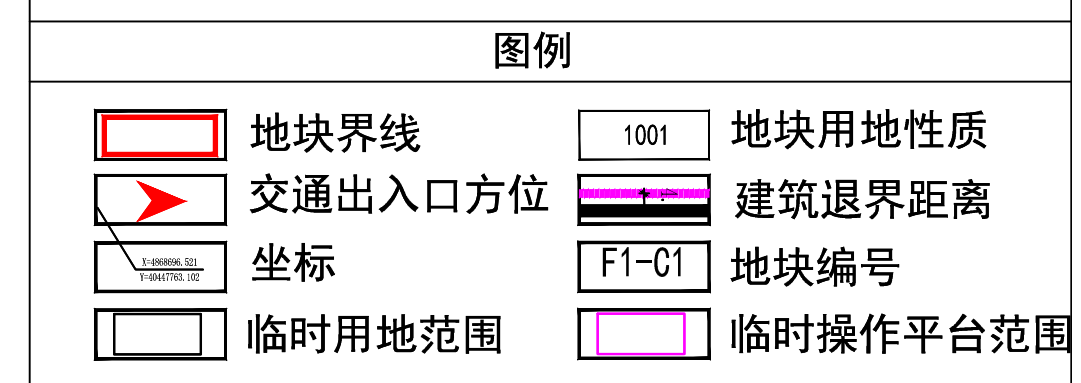 图例
地块界线
1001 地块用地性质
交通出入口方位
建筑退界距离
X=4868696.521
Y=40447763.102
坐标
F1-C1 地块编号
临时用地范围
临时操作平台范围